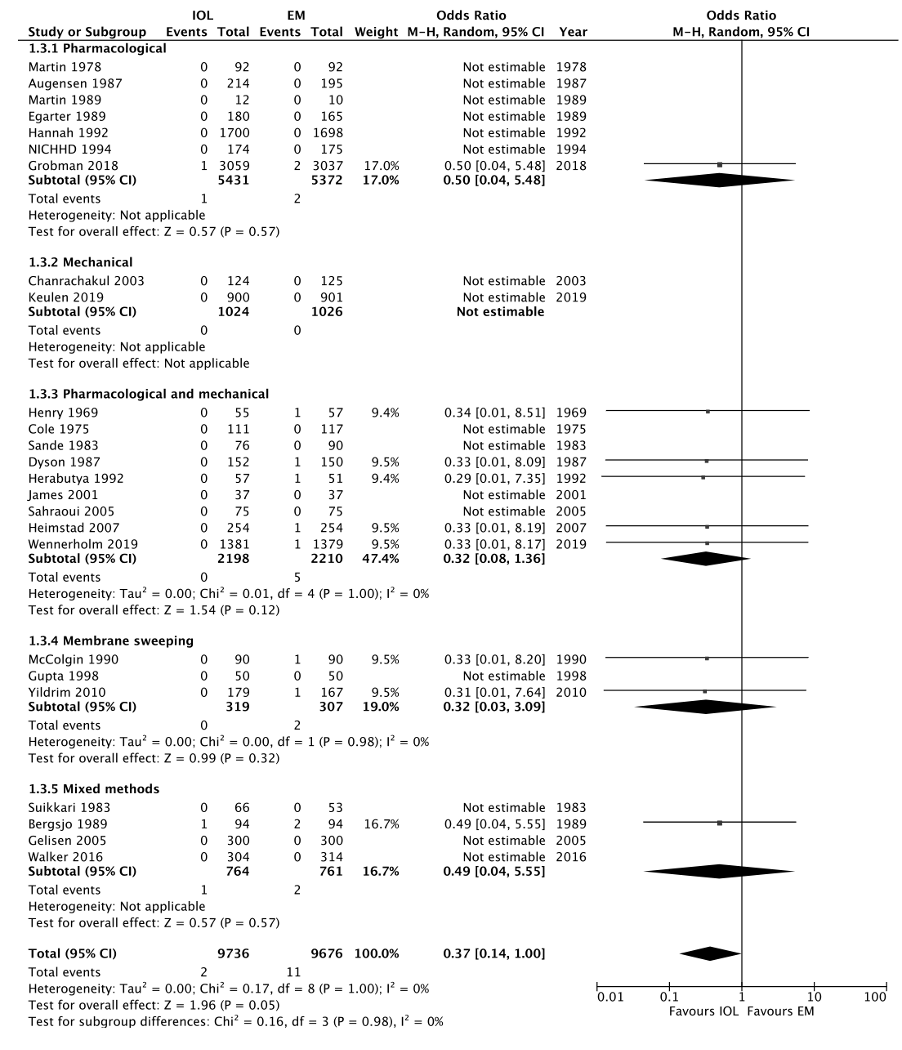 IOL EM Odds Ratio Odds Ratio
Study or Subgroup Events Total Events Total Weight M-H, Random, 95% CI Year M-H, Random, 95% CI
1.3.1 Pharmacological
Martin 1978 0 92 0 92 Not estimable 1978
Augensen 1987 0 214 0 195 Not estimable 1987
Martin 1989 0 12 0 10 Not estimable 1989
Egarter 1989 0 180 0 165 Not estimable 1989
Hannah 1992 0 1700 0 1698 Not estimable 1992
NICHHD 1994 0 174 0 175 Not estimable 1994
Grobman 2018 1 3059 2 3037 17.0% 0.50 [0.04, 5.48] 2018
Subtotal (95% CI) 5431 5372 17.0% 0.50 [0.04, 5.48]
Total events 1 2
Heterogeneity: Not applicable
Test for overall effect: Z = 0.57 (P = 0.57)
1.3.2 Mechanical
Chanrachakul 2003 0 124 0 125 Not estimable 2003
Keulen 2019 0 900 0 901 Not estimable 2019
Subtotal (95% CI) 1024 1026 Not estimable
Total events 0 0
Heterogeneity: Not applicable
Test for overall effect: Not applicable
1.3.3 Pharmacological and mechanical
Henry 1969 0 55 1 57 9.4% 0.34 [0.01, 8.51] 1969
Cole 1975 0 111 0 117 Not estimable 1975
Sande 1983 0 76 0 90 Not estimable 1983
Dyson 1987 0 152 1 150 9.5% 0.33 [0.01, 8.09] 1987
Herabutya 1992 0 57 1 51 9.4% 0.29 [0.01, 7.35] 1992
James 2001 0 37 0 37 Not estimable 2001
Sahraoui 2005 0 75 0 75 Not estimable 2005
Heimstad 2007 0 254 1 254 9.5% 0.33 [0.01, 8.19] 2007
Wennerholm 2019 0 1381 1 1379 9.5% 0.33 [0.01, 8.17] 2019
Subtotal (95% CI) 2198 2210 47.4% 0.32 [0.08, 1.36]
Total events 0 5
Heterogeneity: Tau² = 0.00; Chi² = 0.01, df = 4 (P = 1.00); I² = 0%
Test for overall effect: Z = 1.54 (P = 0.12)
1.3.4 Membrane sweeping
McColgin 1990 0 90 1 90 9.5% 0.33 [0.01, 8.20] 1990
Gupta 1998 0 50 0 50 Not estimable 1998
Yildrim 2010 0 179 1 167 9.5% 0.31 [0.01, 7.64] 2010
Subtotal (95% CI) 319 307 19.0% 0.32 [0.03, 3.09]
Total events 0 2
Heterogeneity: Tau² = 0.00; Chi² = 0.00, df = 1 (P = 0.98); I² = 0%
Test for overall effect: Z = 0.99 (P = 0.32)
1.3.5 Mixed methods
Suikkari 1983 0 66 0 53 Not estimable 1983
Bergsjo 1989 1 94 2 94 16.7% 0.49 [0.04, 5.55] 1989
Gelisen 2005 0 300 0 300 Not estimable 2005
Walker 2016 0 304 0 314 Not estimable 2016
Subtotal (95% CI) 764 761 16.7% 0.49 [0.04, 5.55]
Total events 1 2
Heterogeneity: Not applicable
Test for overall effect: Z = 0.57 (P = 0.57)
Total (95% CI) 9736 9676 100.0% 0.37 [0.14, 1.00]
Total events 2 11
Heterogeneity: Tau² = 0.00; Chi² = 0.17, df = 8 (P = 1.00); I² = 0%
Test for overall effect: Z = 1.96 (P = 0.05)
Test for subgroup differences: Chi² = 0.16, df = 3 (P = 0.98), I² = 0%
0.01 0.1 1 10 100
Favours IOL Favours EM